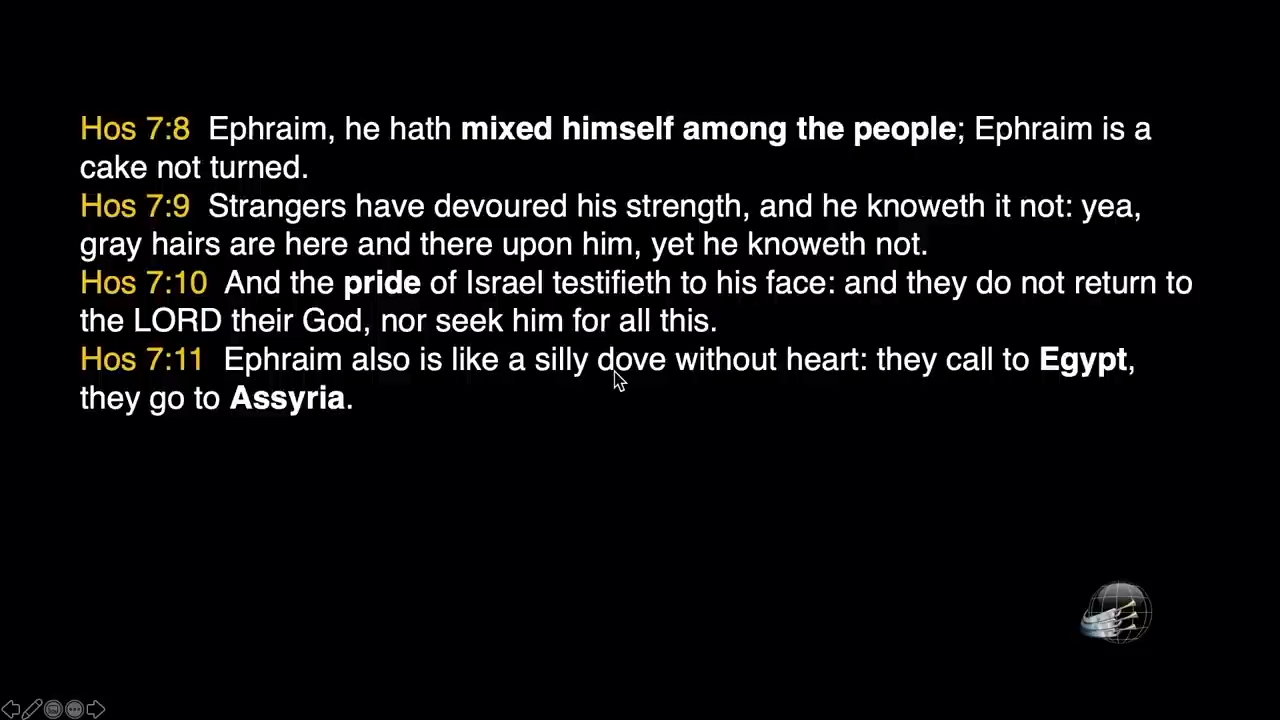 Hos 7:8  Ephraim, he hath mixed himself among the people; Ephraim is a
cake not turned.
Hos 7:9  Strangers have devoured his strength, and he knoweth it not: yea,
gray hairs are here and there upon him, yet he knoweth not.
Hos 7:10  And the pride of Israel testifieth to his face: and they do not return to
the LORD their God, nor seek him for all this.
Hos 7:11  Ephraim also is like a silly dove without heart: they call to Egypt,
they go to Assyria.